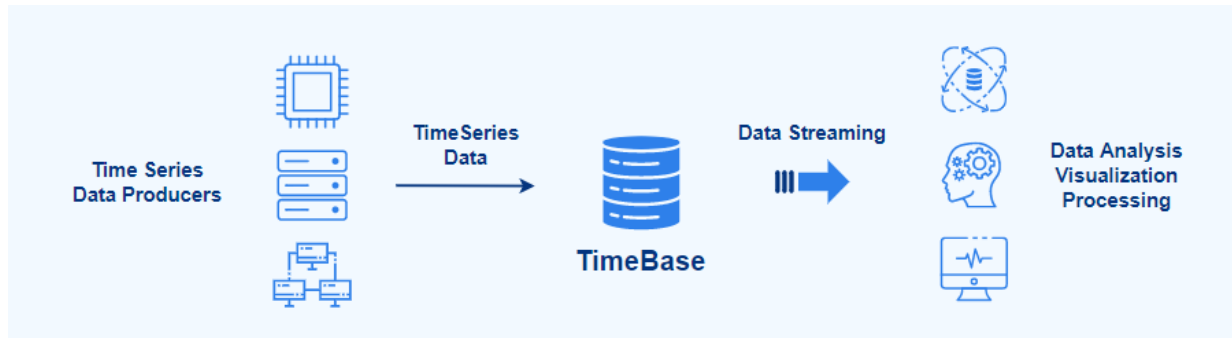 Time Series
Data Producers
TimeSeries
Data
TimeBase
Data Streaming
Data Analysis
Visualization
Processing